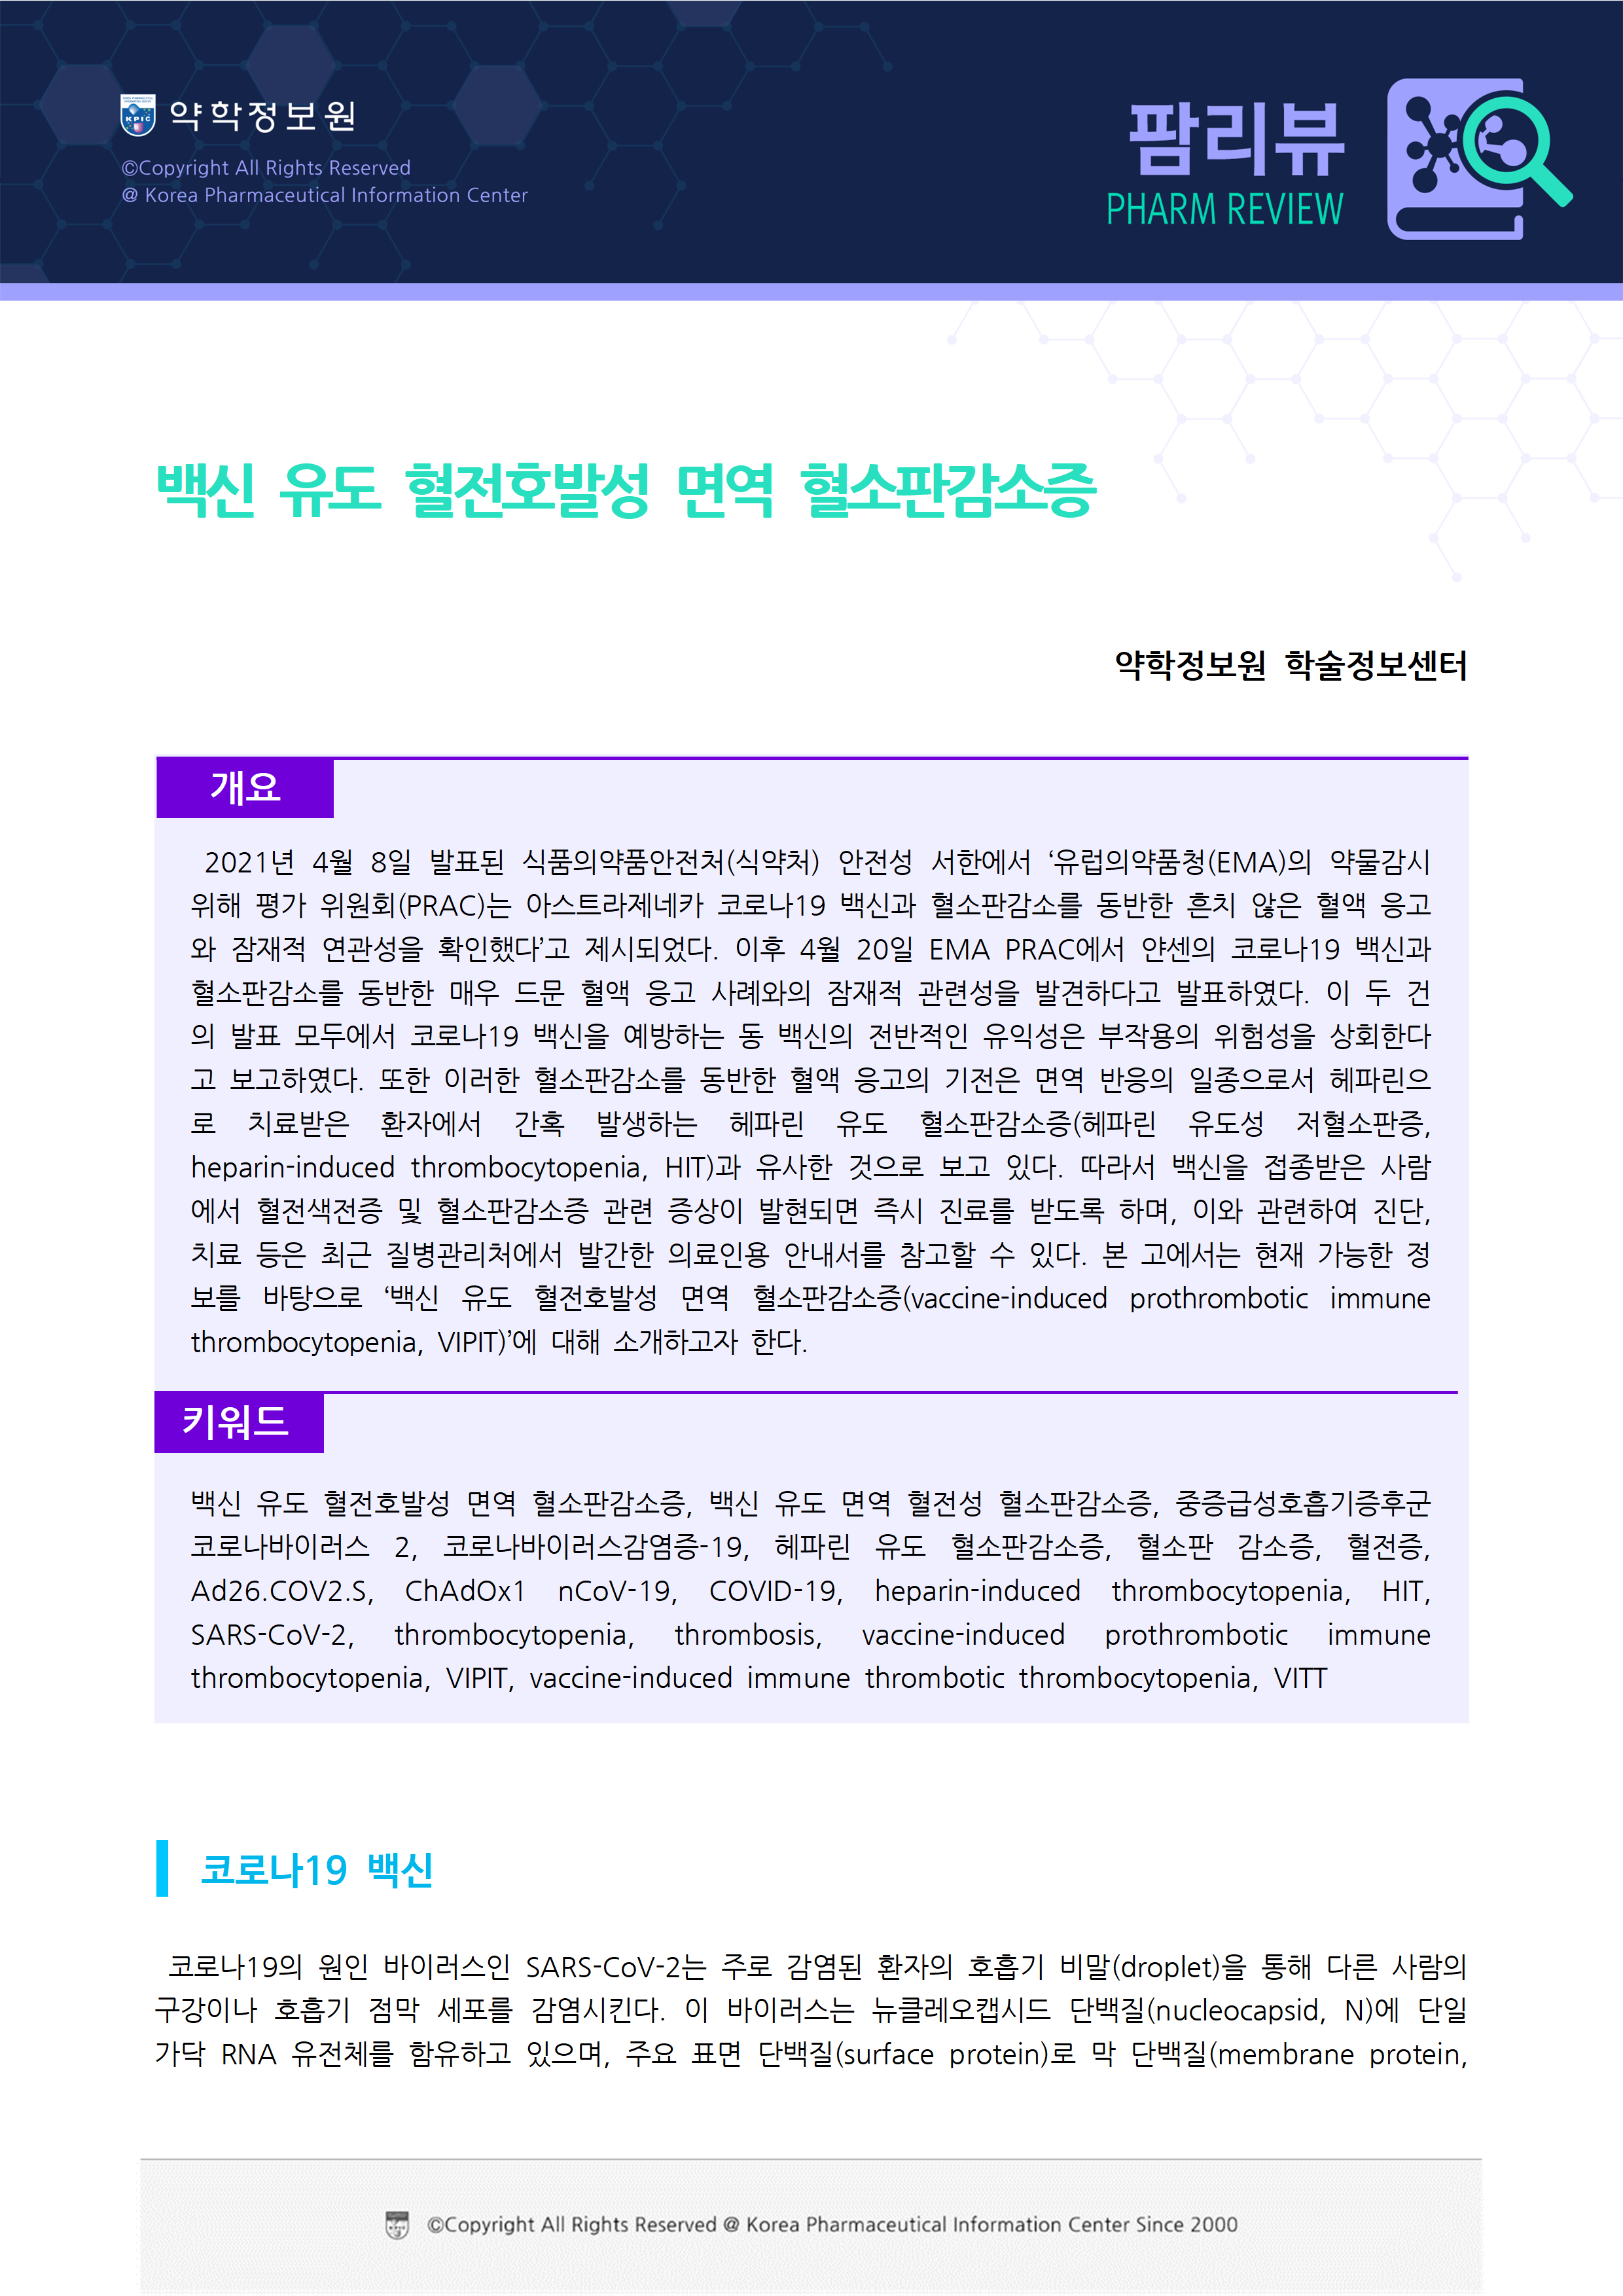 약학정보원
©Copyright All Rights Reserved
@ Korea Pharmaceutical Information Center
팜리뷰
PHARM REVIEW
백신 유도 혈전호발성 면역 혈소판감소증
약학정보원 학술정보센터
개요
2021년 4월 8일 발표된 식품의약품안전처(식약처) 안전성 서한에서 ‘유럽의약품청(EMA)의 약물감시
위해 평가 위원회(PRAC)는 아스트라제네카 코로나19 백신과 혈소판감소를 동반한 흔치 않은 혈액 응고
와 잠재적 연관성을 확인했다’고 제시되었다. 이후 4월 20일 EMA PRAC에서 얀센의 코로나19 백신과
혈소판감소를 동반한 매우 드문 혈액 응고 사례와의 잠재적 관련성을 발견하다고 발표하였다. 이 두 건
의 발표 모두에서 코로나19 백신을 예방하는 동 백신의 전반적인 유익성은 부작용의 위험성을 상회한다
고 보고하였다. 또한 이러한 혈소판감소를 동반한 혈액 응고의 기전은 면역 반응의 일종으로서 헤파린으
로 치료받은 환자에서 간혹 발생하는 헤파린 유도 혈소판감소증(헤파린 유도성 저혈소판증,
heparin-induced thrombocytopenia, HIT)과 유사한 것으로 보고 있다. 따라서 백신을 접종받은 사람
에서 혈전색전증 및 혈소판감소증 관련 증상이 발현되면 즉시 진료를 받도록 하며, 이와 관련하여 진단,
치료 등은 최근 질병관리처에서 발간한 의료인용 안내서를 참고할 수 있다. 본 고에서는 현재 가능한 정
보를 바탕으로 ‘백신 유도 혈전호발성 면역 혈소판감소증(vaccine-induced prothrombotic immune
thrombocytopenia, VIPIT)’에 대해 소개하고자 한다.
키워드
백신 유도 혈전호발성 면역 혈소판감소증, 백신 유도 면역 혈전성 혈소판감소증, 중증급성호흡기증후군
코로나바이러스 2, 코로나바이러스감염증-19, 헤파린 유도 혈소판감소증, 혈소판 감소증, 혈전증,
Ad26.COV2.S, ChAdOx1 nCoV-19, COVID-19, heparin-induced thrombocytopenia, HIT,
SARS-CoV-2, thrombocytopenia, thrombosis, vaccine-induced prothrombotic immune
thrombocytopenia, VIPIT, vaccine-induced immune thrombotic thrombocytopenia, VITT
코로나19 백신
코로나19의 원인 바이러스인 SARS-CoV-2는 주로 감염된 환자의 호흡기 비말(droplet)을 통해 다른 사람의
구강이나 호흡기 점막 세포를 감염시킨다. 이 바이러스는 뉴클레오캡시드 단백질(nucleocapsid, N)에 단일
가닥 RNA 유전체를 함유하고 있으며, 주요 표면 단백질(surface protein)로 막 단백질(membrane protein,
©Copyright All Rights Reserved @ Korea Pharmaceutical Information Center Since 2000